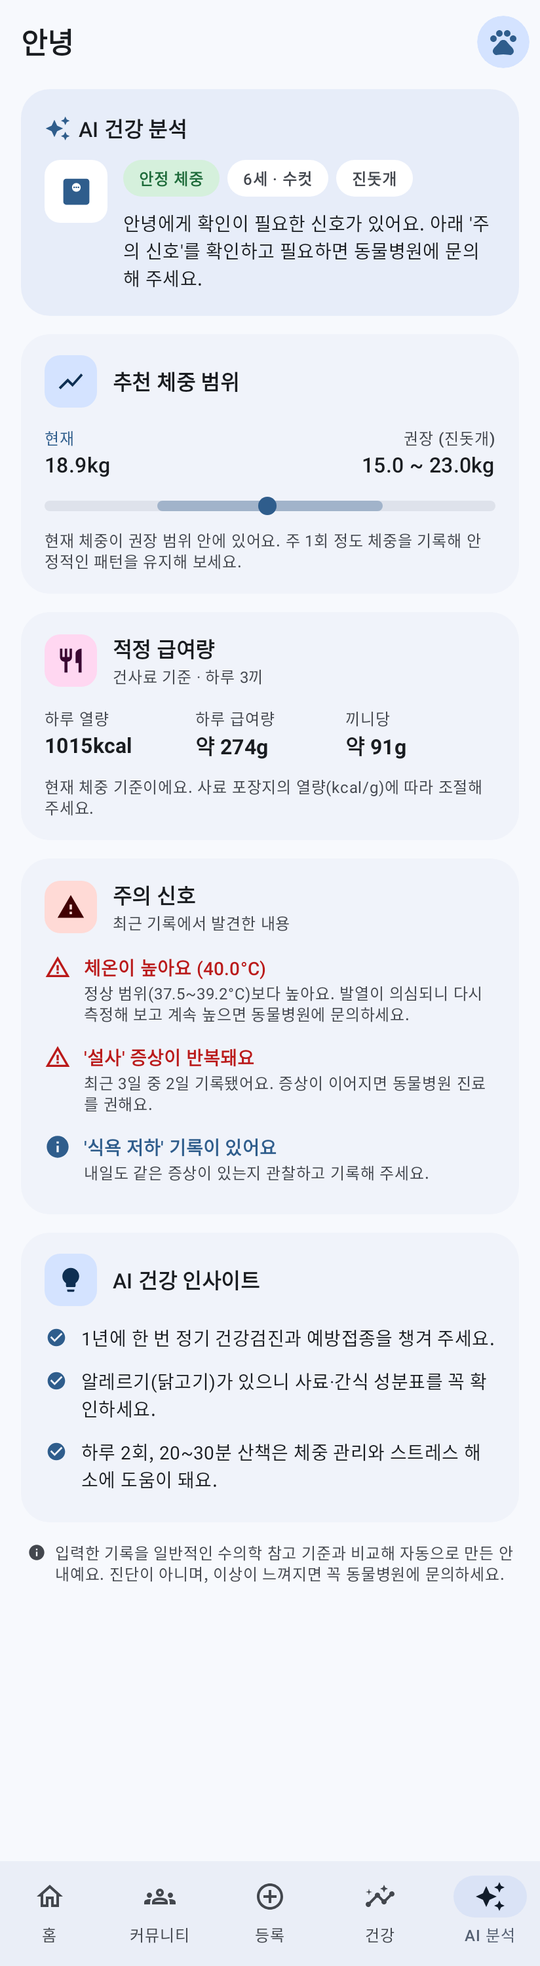 안녕
AI 건강 분석
안정 체중
6세 · 수컷
진돗개
안녕에게 확인이 필요한 신호가 있어요. 아래 '주
의 신호'를 확인하고 필요하면 동물병원에 문의
해 주세요.
추천 체중 범위
현재
권장 (진돗개)
18.9kg
15.0 ~ 23.0kg
현재 체중이 권장 범위 안에 있어요. 주 1회 정도 체중을 기록해 안
정적인 패턴을 유지해 보세요.
적정 급여량
건사료 기준 · 하루 3끼
하루 열량
하루 급여량
끼니당
1015kcal
약 274g
약 91g
현재 체중 기준이에요. 사료 포장지의 열량(kcal/g)에 따라 조절해
주세요.
주의 신호
최근 기록에서 발견한 내용
체온이 높아요 (40.0°C)
정상 범위(37.5~39.2°C)보다 높아요. 발열이 의심되니 다시
측정해 보고 계속 높으면 동물병원에 문의하세요.
'설사' 증상이 반복돼요
최근 3일 중 2일 기록됐어요. 증상이 이어지면 동물병원 진료
를 권해요.
'식욕 저하' 기록이 있어요
내일도 같은 증상이 있는지 관찰하고 기록해 주세요.
AI 건강 인사이트
1년에 한 번 정기 건강검진과 예방접종을 챙겨 주세요.
알레르기(닭고기)가 있으니 사료·간식 성분표를 꼭 확
인하세요.
하루 2회, 20~30분 산책은 체중 관리와 스트레스 해
소에 도움이 돼요.
입력한 기록을 일반적인 수의학 참고 기준과 비교해 자동으로 만든 안
내예요. 진단이 아니며, 이상이 느껴지면 꼭 동물병원에 문의하세요.
홈
커뮤니티
등록
건강
AI 분석